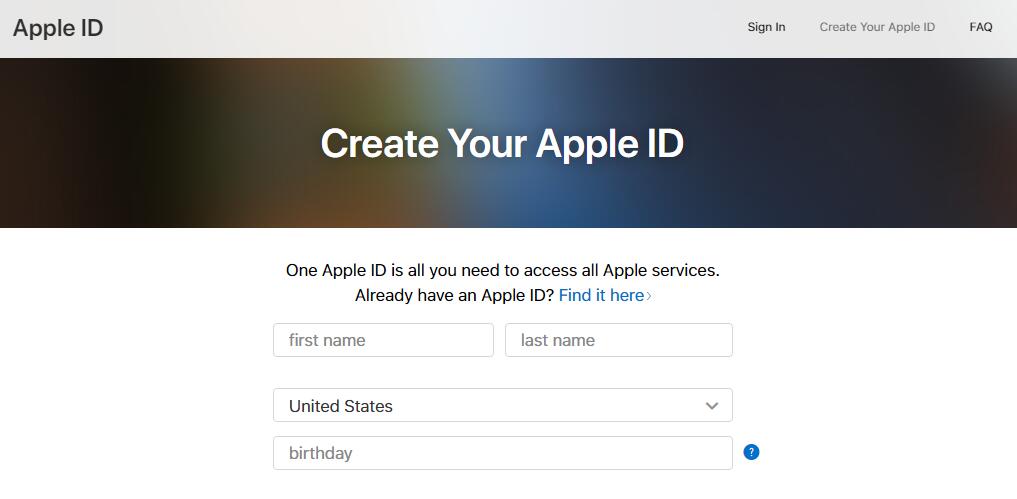 Apple ID
Sign In Create Your Apple ID FAQ
Create Your Apple ID
One Apple ID is all you need to access all Apple services.
Already have an Apple ID? Find it here ›
first name last name
United States
birthday ?